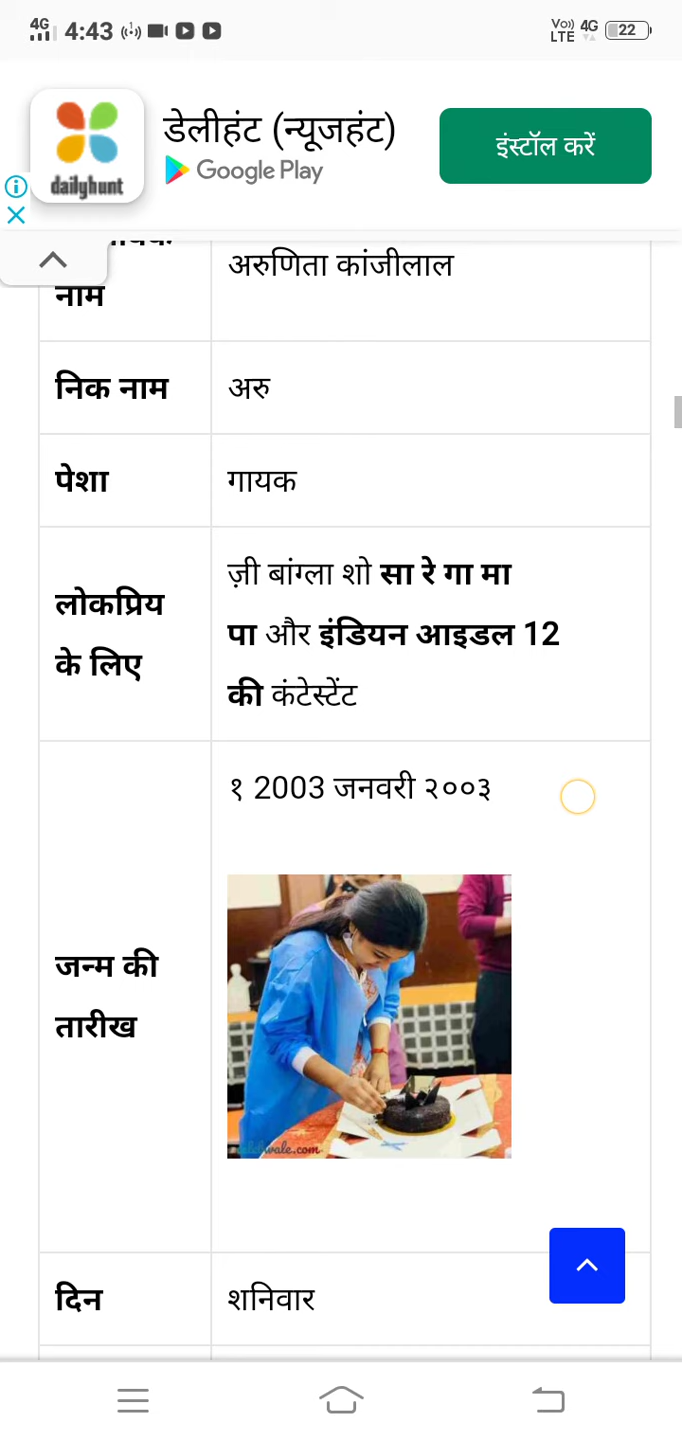 4G 4:43 Vo)) LTE 4G 22
डेलीहंट (न्यूजहंट)
Google Play
इंस्टॉल करें
dailyhunt
नाम
अरुणिता कांजीलाल
निक नाम
अरु
पेशा
गायक
लोकप्रिय
के लिए
ज़ी बांग्ला शो सा रे गा मा
पा और इंडियन आइडल 12
की कंटेस्टेंट
जन्म की
तारीख
१ 2003 जनवरी २००३
दिन
शनिवार